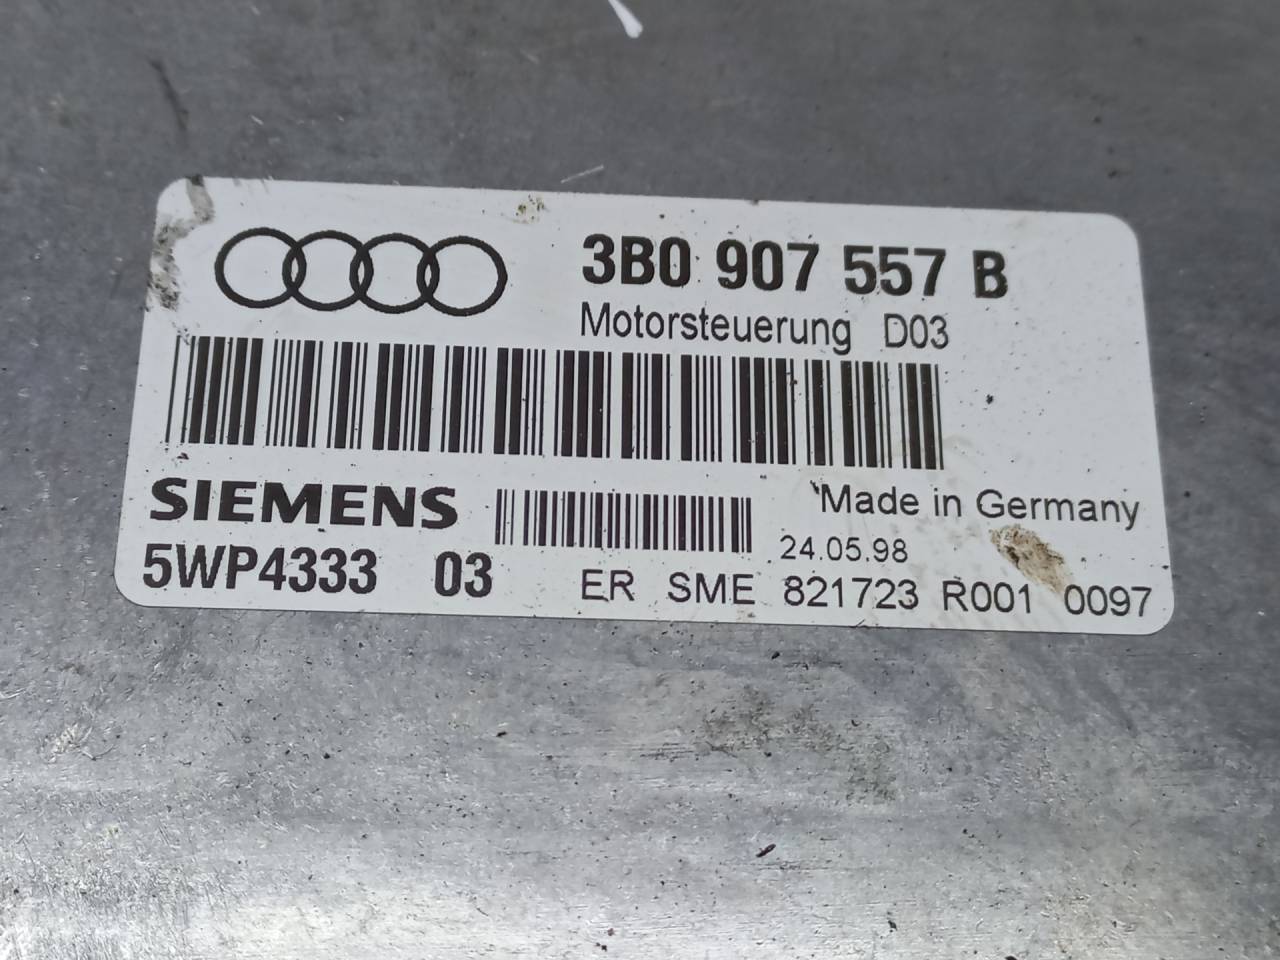 3B0 907 557 B
Motorsteuerung D03
SIEMENS
Made in Germany
24.05.98
5WP4333 03
ER SME 821723 R001 0097